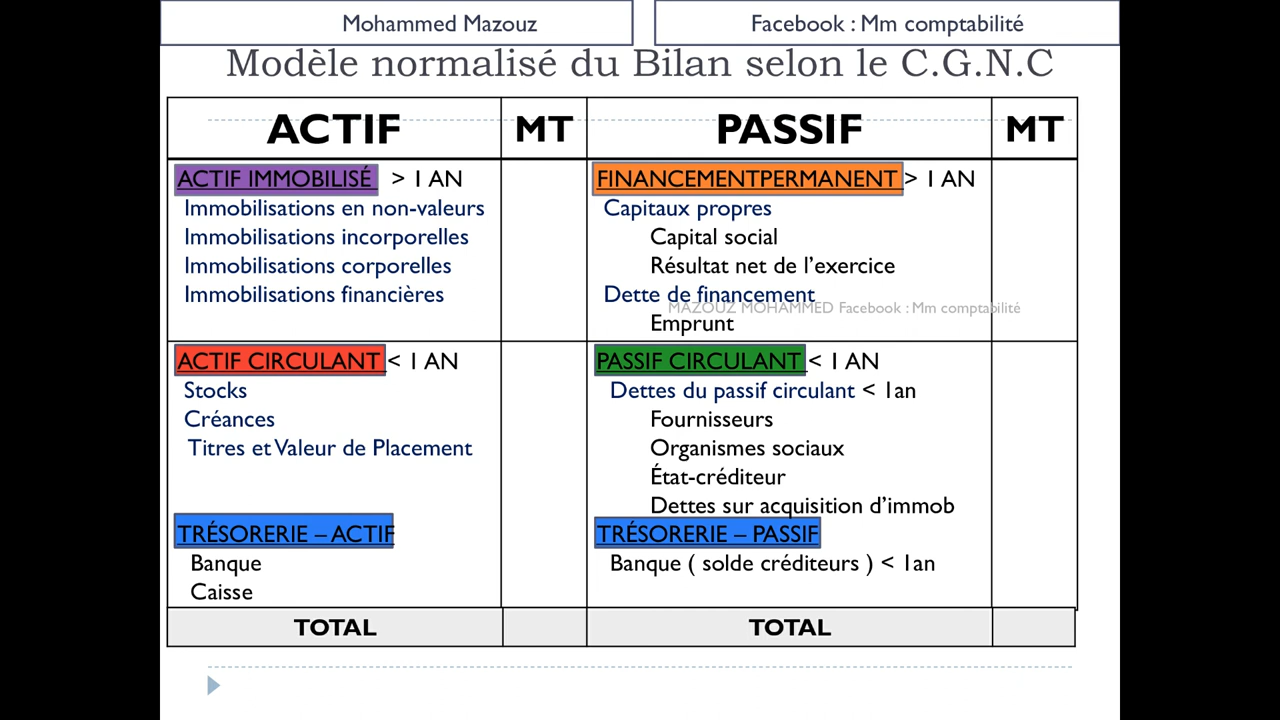 Mohammed Mazouz
Facebook : Mm comptabilité
Modèle normalisé du Bilan selon le C.G.N.C
ACTIF
MT
PASSIF
MT
ACTIF IMMOBILISÉ > 1 AN
Immobilisations en non-valeurs
Immobilisations incorporelles
Immobilisations corporelles
Immobilisations financières
FINANCEMENTPERMANENT > 1 AN
Capitaux propres
Capital social
Résultat net de l’exercice
Dette de financement
MAZOUZ MOHAMMED Facebook : Mm comptabilité
Emprunt
ACTIF CIRCULANT < 1 AN
Stocks
Créances
Titres et Valeur de Placement
PASSIF CIRCULANT < 1 AN
Dettes du passif circulant < 1an
Fournisseurs
Organismes sociaux
État-créditeur
Dettes sur acquisition d’immob
TRÉSORERIE – ACTIF
Banque
Caisse
TRÉSORERIE – PASSIF
Banque ( solde créditeurs ) < 1an
TOTAL
TOTAL